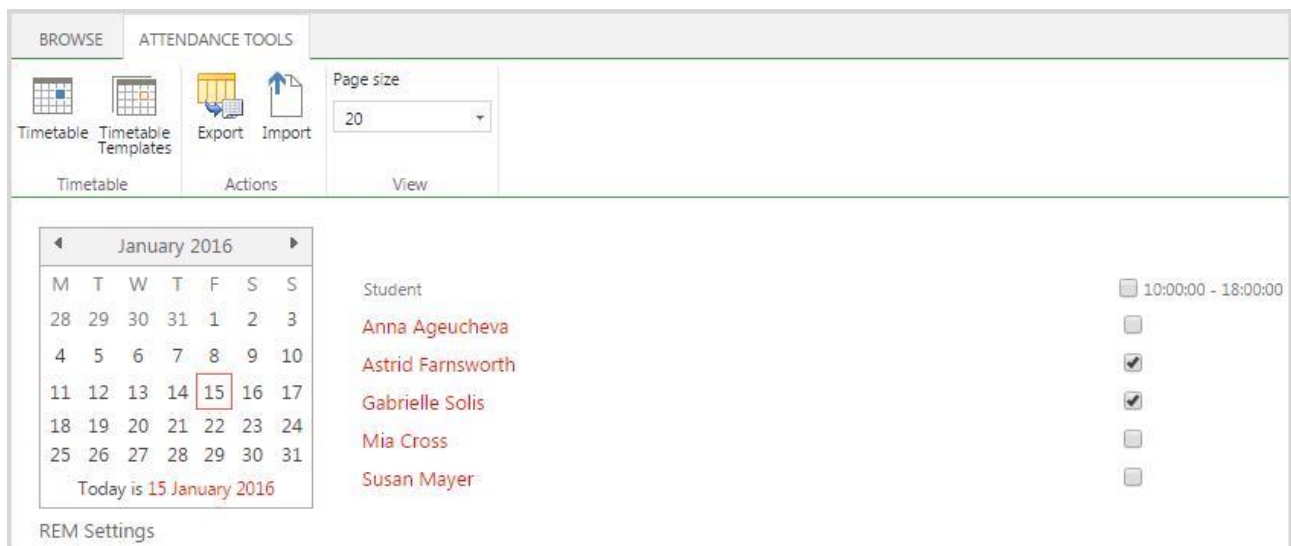 BROWSE ATTENDANCE TOOLS
Page size
20
Timetable Timetable Templates Export Import
Timetable Actions View
January 2016
M T W T F S S
28 29 30 31 1 2 3
4 5 6 7 8 9 10
11 12 13 14 15 16 17
18 19 20 21 22 23 24
25 26 27 28 29 30 31
Today is 15 January 2016
REM Settings
Student 10:00:00 - 18:00:00
Anna Ageucheva
Astrid Farnsworth
Gabrielle Solis
Mia Cross
Susan Mayer